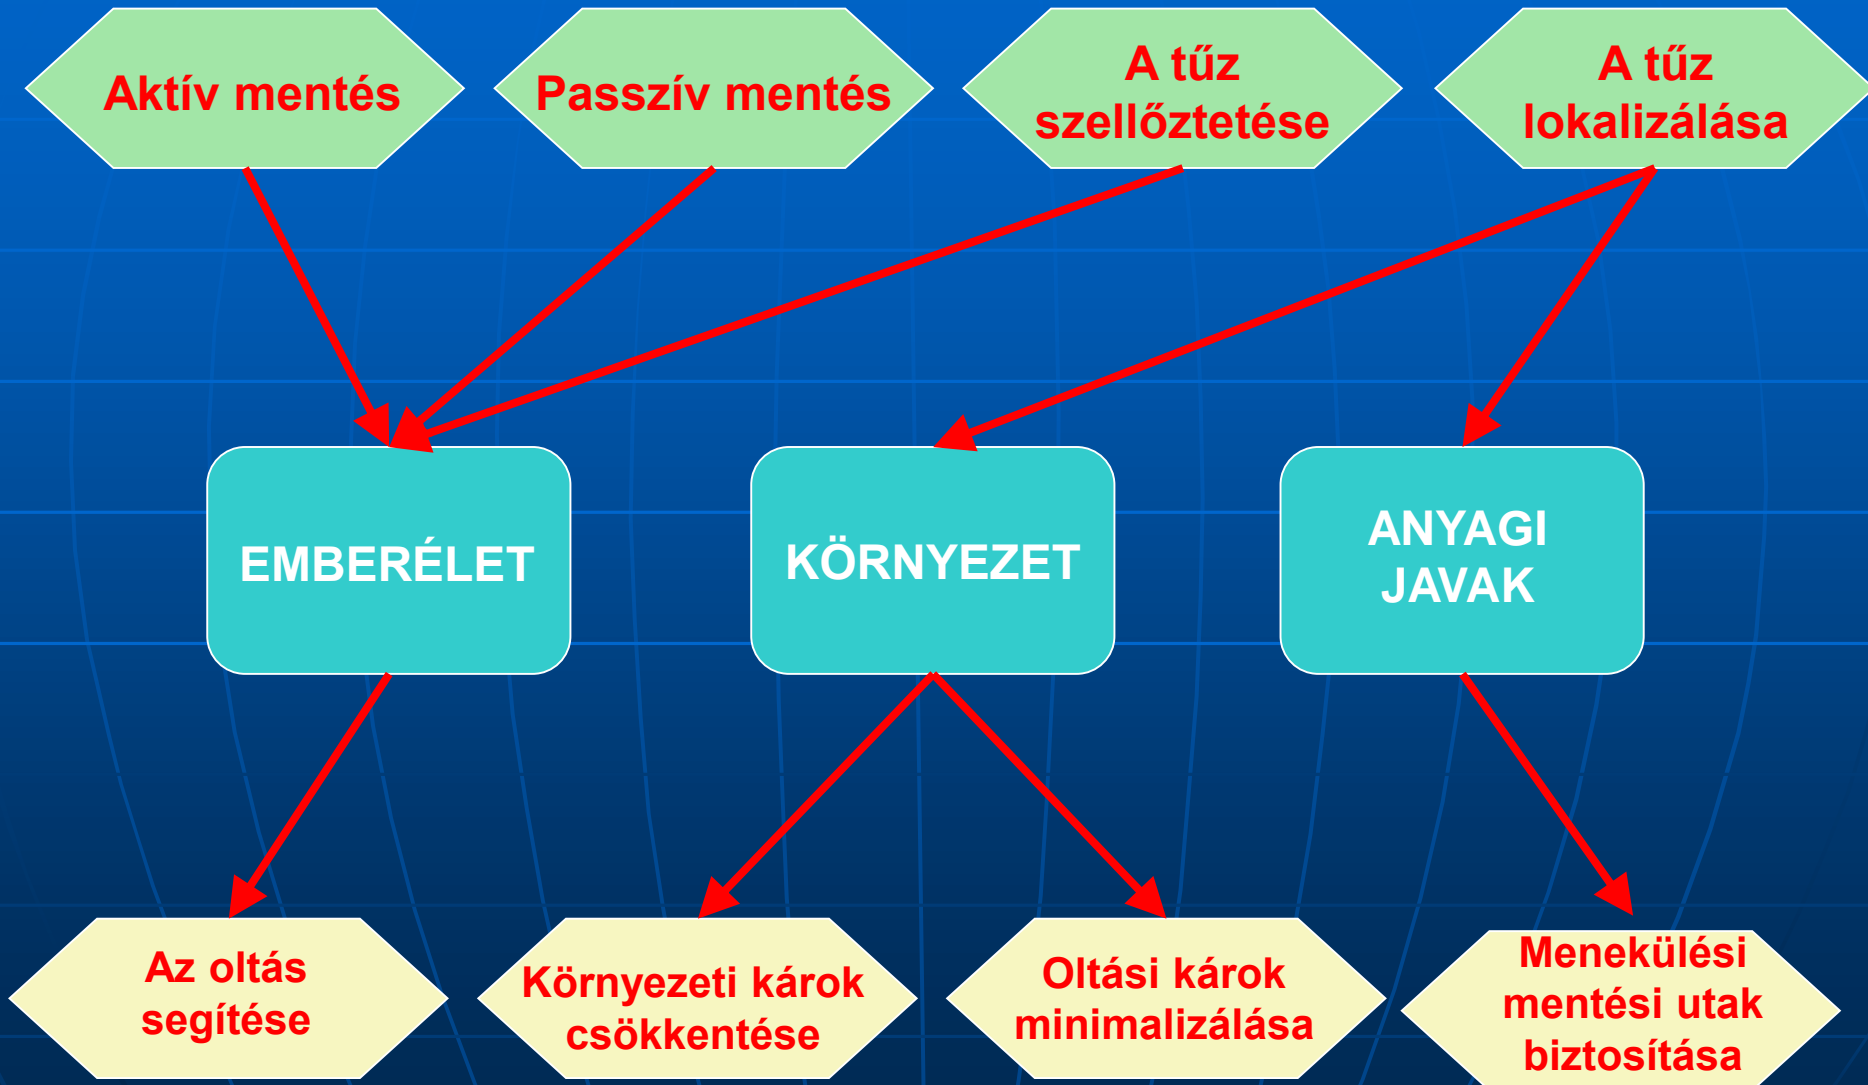 Aktív mentés
Passzív mentés
A tűz
szellőztetése
A tűz
lokalizálása
EMBERÉLET
KÖRNYEZET
ANYAGI
JAVAK
Az oltás
segítése
Környezeti károk
csökkentése
Oltási károk
minimalizálása
Menekülési
mentési utak
biztosítása